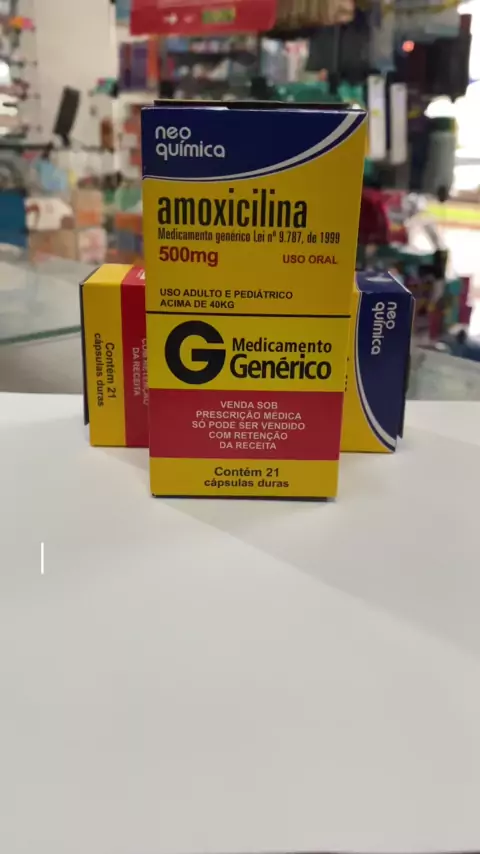 neo
química
amoxicilina
Medicamento genérico Lei nº 9.787, de 1999
500mg
USO ORAL
USO ADULTO E PEDIÁTRICO
ACIMA DE 40KG
G Medicamento
Genérico
VENDA SOB
PRESCRIÇÃO MÉDICA
SÓ PODE SER VENDIDO
COM RETENÇÃO
DA RECEITA
Contém 21
cápsulas duras
Contém 21
cápsulas duras
COM RETENÇÃO
DA RECEITA
neo
química